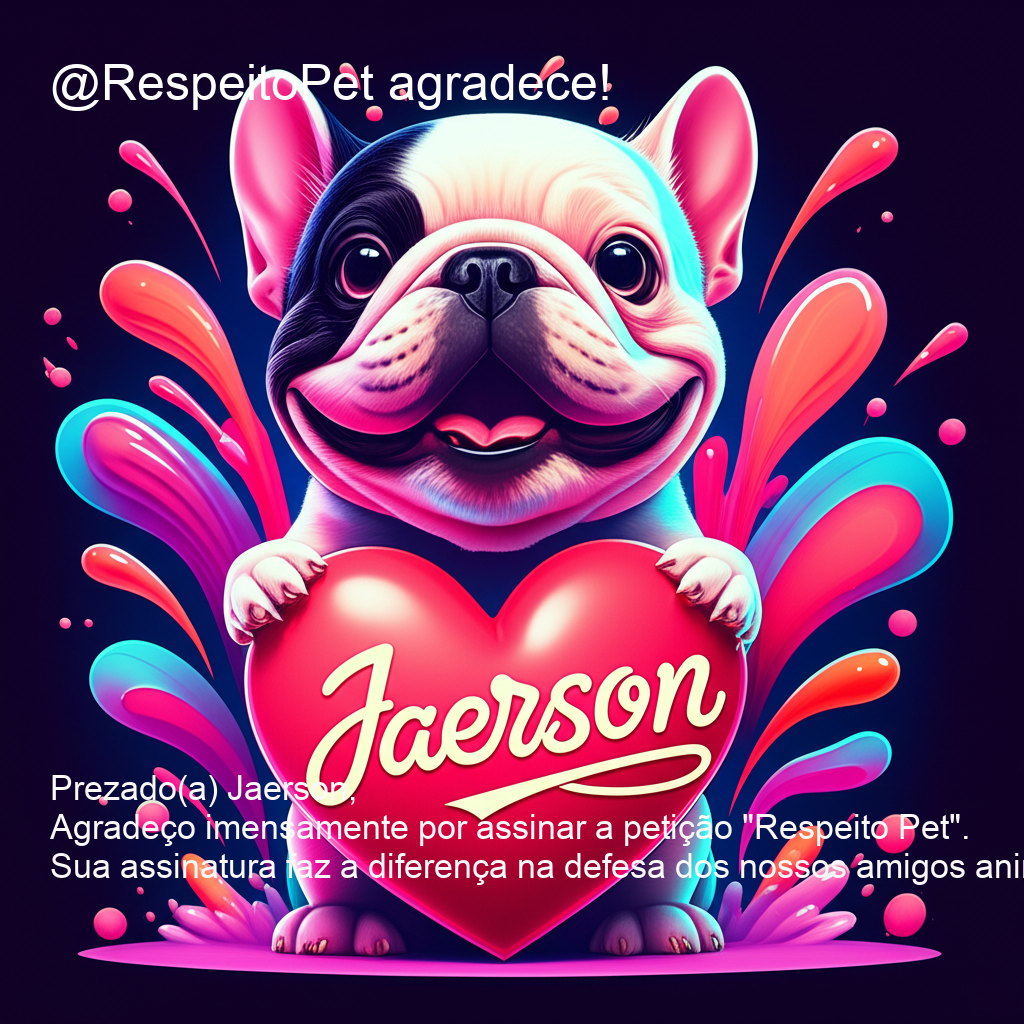 @RespeitoPet agradece!
Jaerson
Prezado(a) Jaerson,
Agradeço imensamente por assinar a petição "Respeito Pet".
Sua assinatura faz a diferença na defesa dos nossos amigos